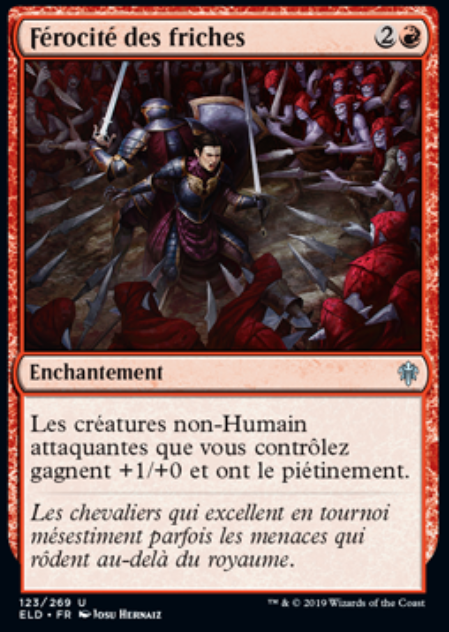 Férocité des friches 2
Enchantement
Les créatures non-Humain
attaquantes que vous contrôlez
gagnent +1/+0 et ont le piétinement.
Les chevaliers qui excellent en tournoi
mésestiment parfois les menaces qui
rôdent au-delà du royaume.
123/269 U
ELD • FR Josu Hernaiz
™ & © 2019 Wizards of the Coast